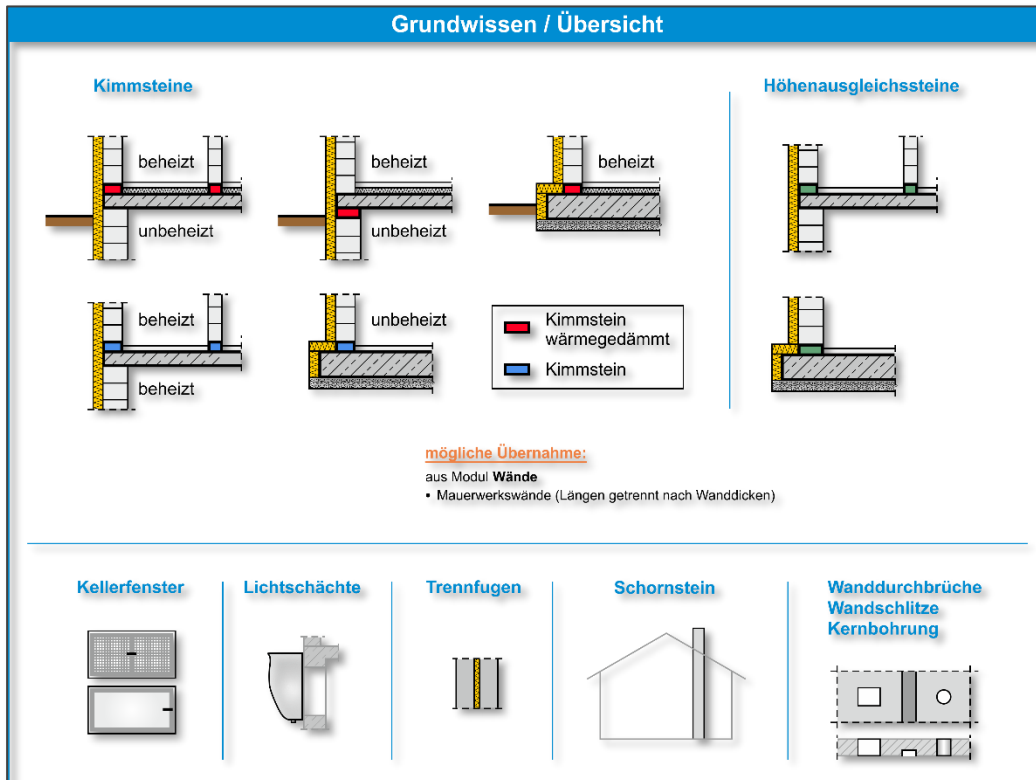 Grundwissen / Übersicht
Kimmsteine
Höhenausgleichssteine
beheizt
unbeheizt
beheizt
unbeheizt
beheizt
beheizt
beheizt
unbeheizt
Kimmstein
wärmegedämmt
Kimmstein
mögliche Übernahme:
aus Modul Wände
▪ Mauerwerkswände (Längen getrennt nach Wanddicken)
Kellerfenster
Lichtschächte
Trennfugen
Schornstein
Wanddurchbrüche
Wandschlitze
Kernbohrung